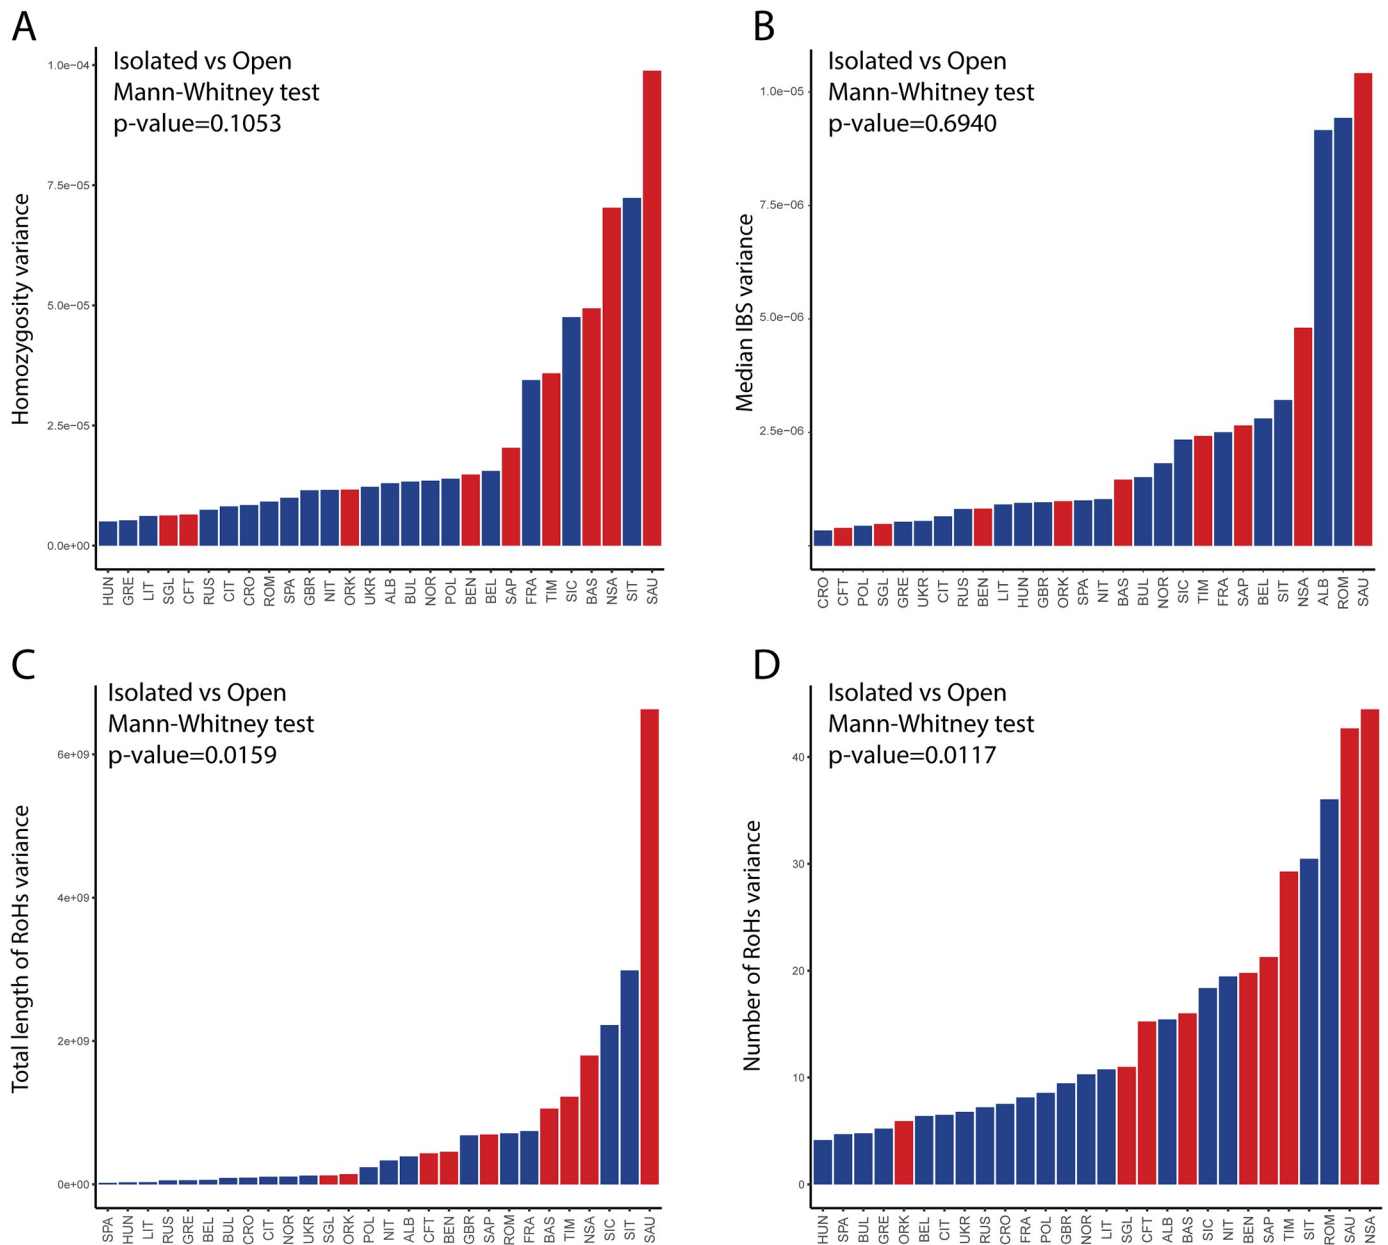 A
Isolated vs Open
Mann-Whitney test
p-value=0.1053
Homozygosity variance
1.0e−04
7.5e−05
5.0e−05
2.5e−05
0.0e+00
HUN GRE LIT SGL CFT RUS CIT CRO ROM SPA GBR NIT ORK UKR ALB BUL NOR POL BEN BEL SAP FRA TIM SIC BAS NSA SIT SAU
B
Isolated vs Open
Mann-Whitney test
p-value=0.6940
Median IBS variance
1.0e−05
7.5e−06
5.0e−06
2.5e−06
CRO CFT POL SGL GRE UKR CIT RUS BEN LIT HUN GBR ORK SPA NIT BAS BUL NOR SIC TIM FRA SAP BEL SIT NSA ALB ROM SAU
C
Isolated vs Open
Mann-Whitney test
p-value=0.0159
Total length of RoHs variance
6e+09
4e+09
2e+09
0e+00
SPA HUN LIT RUS GRE BEL BUL CRO CIT NOR UKR SGL ORK POL NIT ALB CFT BEN GBR SAP ROM FRA BAS TIM NSA SIC SIT SAU
D
Isolated vs Open
Mann-Whitney test
p-value=0.0117
Number of RoHs variance
40
30
20
10
0
HUN SPA BUL GRE ORK BEL CIT UKR RUS CRO FRA POL GBR NOR LIT SGL CFT ALB BAS SIC NIT BEN SAP TIM SIT ROM SAU NSA